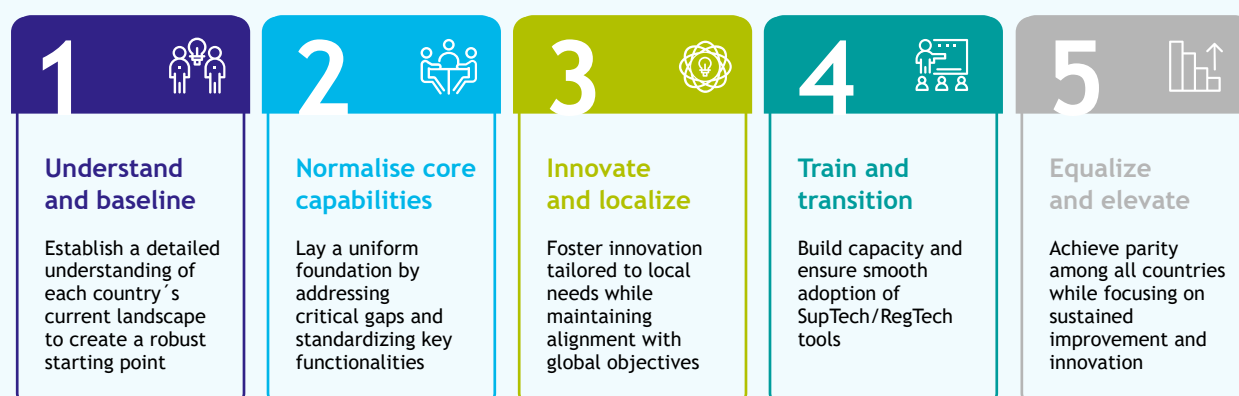 1
Understand
and baseline
Establish a detailed
understanding of
each country´s
current landscape
to create a robust
starting point
2
Normalise core
capabilities
Lay a uniform
foundation by
addressing
critical gaps and
standardizing key
functionalities
3
Innovate
and localize
Foster innovation
tailored to local
needs while
maintaining
alignment with
global objectives
4
Train and
transition
Build capacity and
ensure smooth
adoption of
SupTech/RegTech
tools
5
Equalize
and elevate
Achieve parity
among all countries
while focusing on
sustained
improvement and
innovation